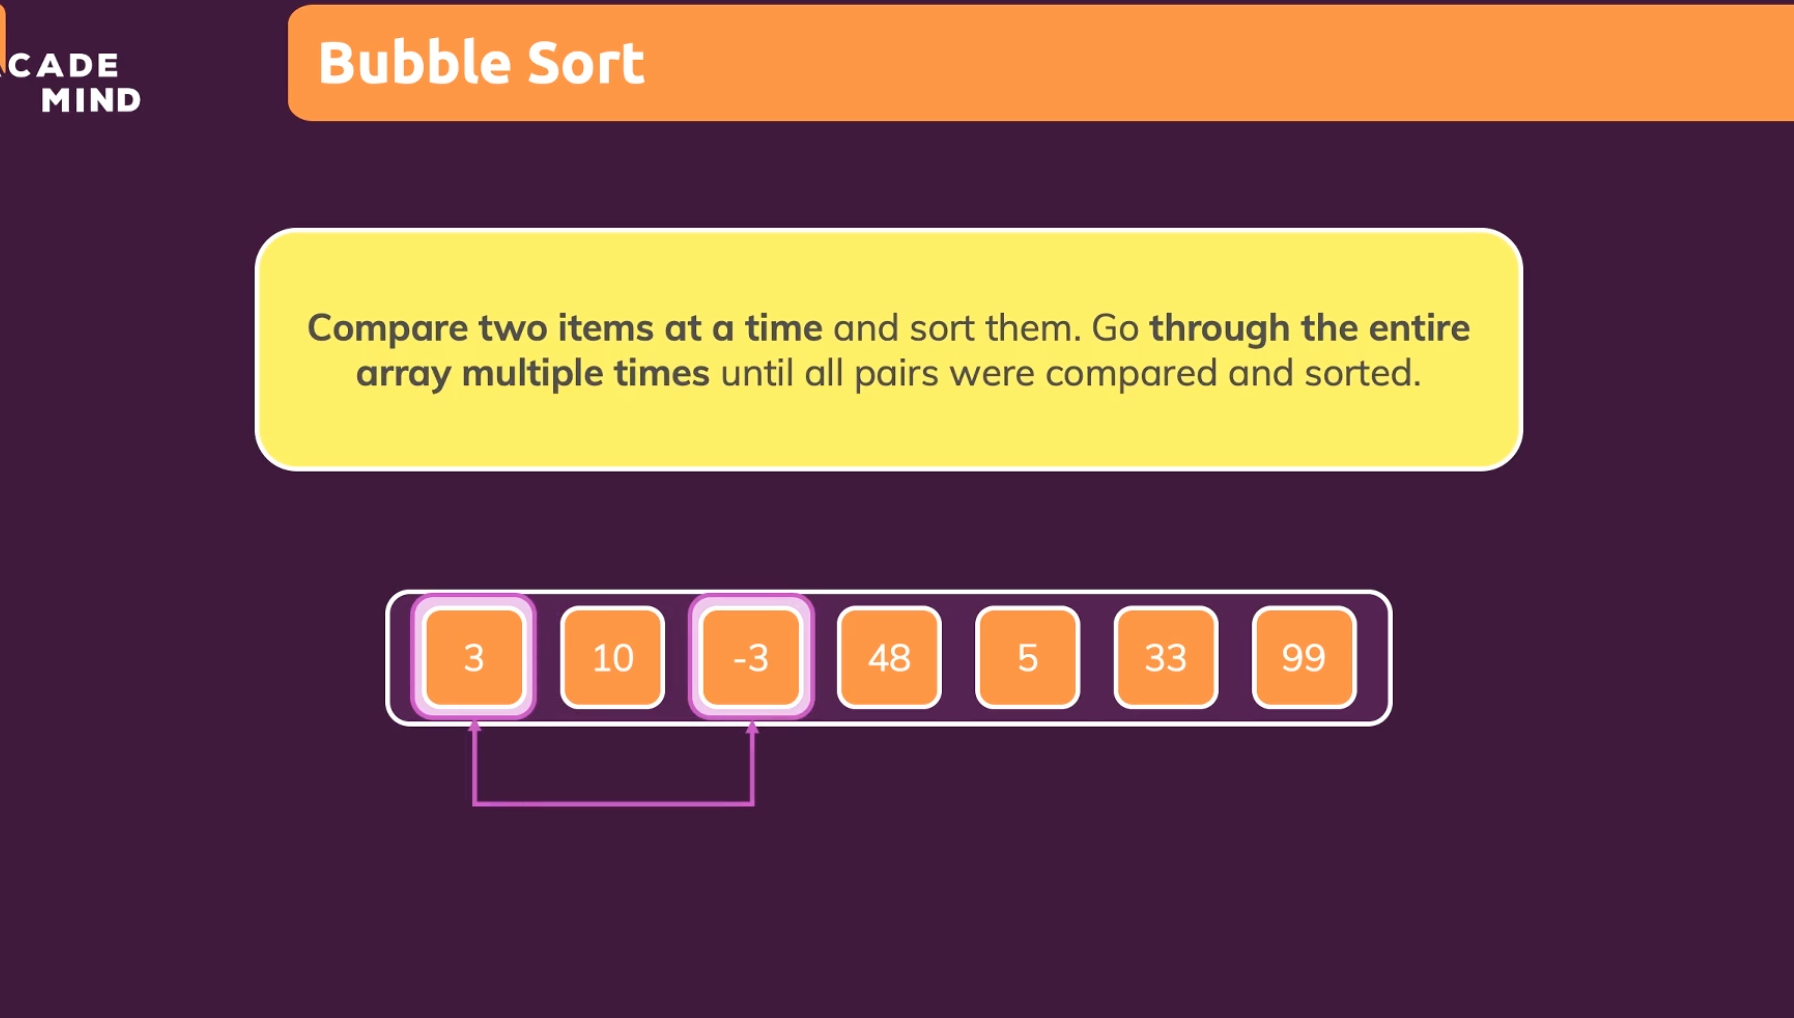 CADE
MIND
Bubble Sort
Compare two items at a time and sort them. Go through the entire
array multiple times until all pairs were compared and sorted.
3 10 -3 48 5 33 99